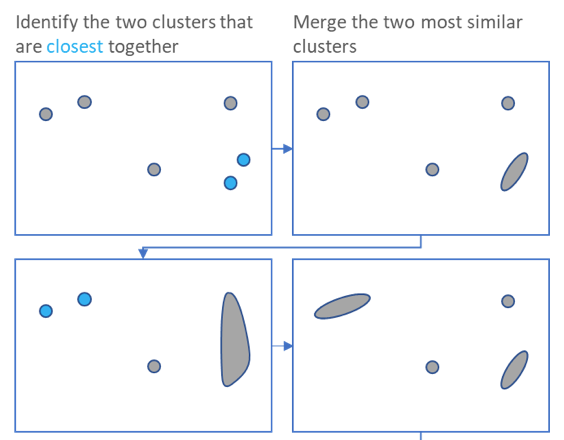 Identify the two clusters that
are closest together
Merge the two most similar
clusters